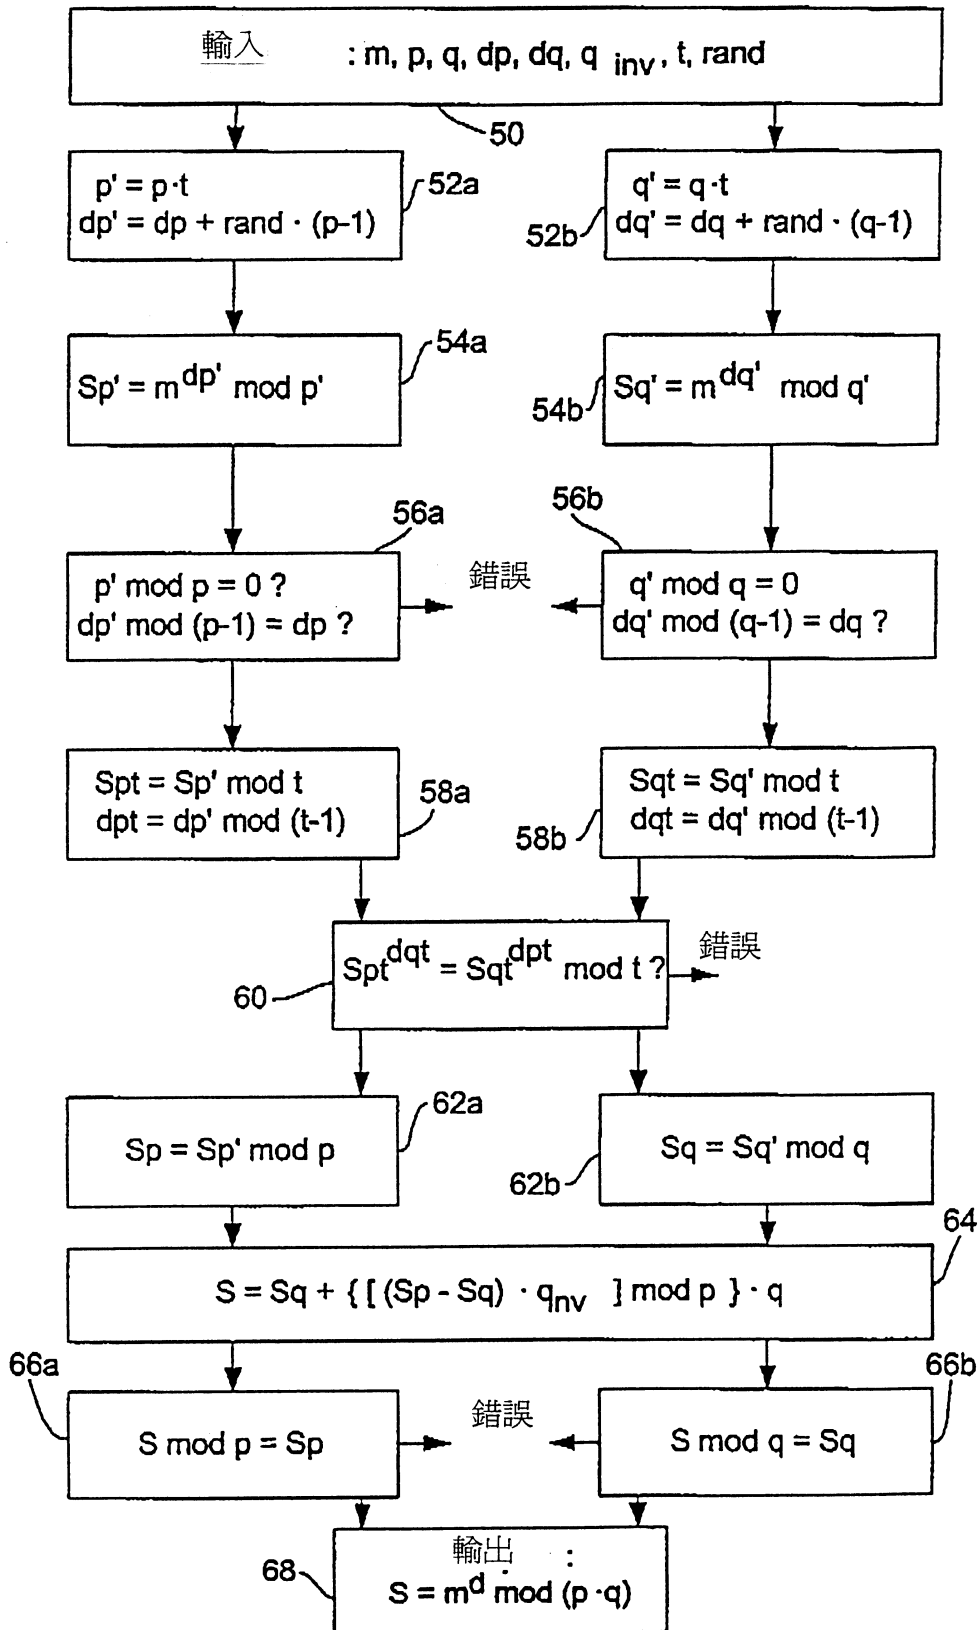 輸入 : m, p, q, dp, dq, q inv, t, rand
50
p' = p·t
dp' = dp + rand · (p-1)
52a
q' = q·t
dq' = dq + rand · (q-1)
52b
Sp' = m^dp' mod p'
54a
Sq' = m^dq' mod q'
54b
56a
p' mod p = 0 ?
dp' mod (p-1) = dp ?
錯誤
56b
q' mod q = 0
dq' mod (q-1) = dq ?
Spt = Sp' mod t
dpt = dp' mod (t-1)
58a
Sqt = Sq' mod t
dqt = dq' mod (t-1)
58b
Spt^dqt = Sqt^dpt mod t ?
錯誤
60
Sp = Sp' mod p
62a
Sq = Sq' mod q
62b
64
S = Sq + { [ (Sp - Sq) · qnv ] mod p } · q
66a
S mod p = Sp
錯誤
66b
S mod q = Sq
輸出 :
S = m^d mod (p ·q)
68